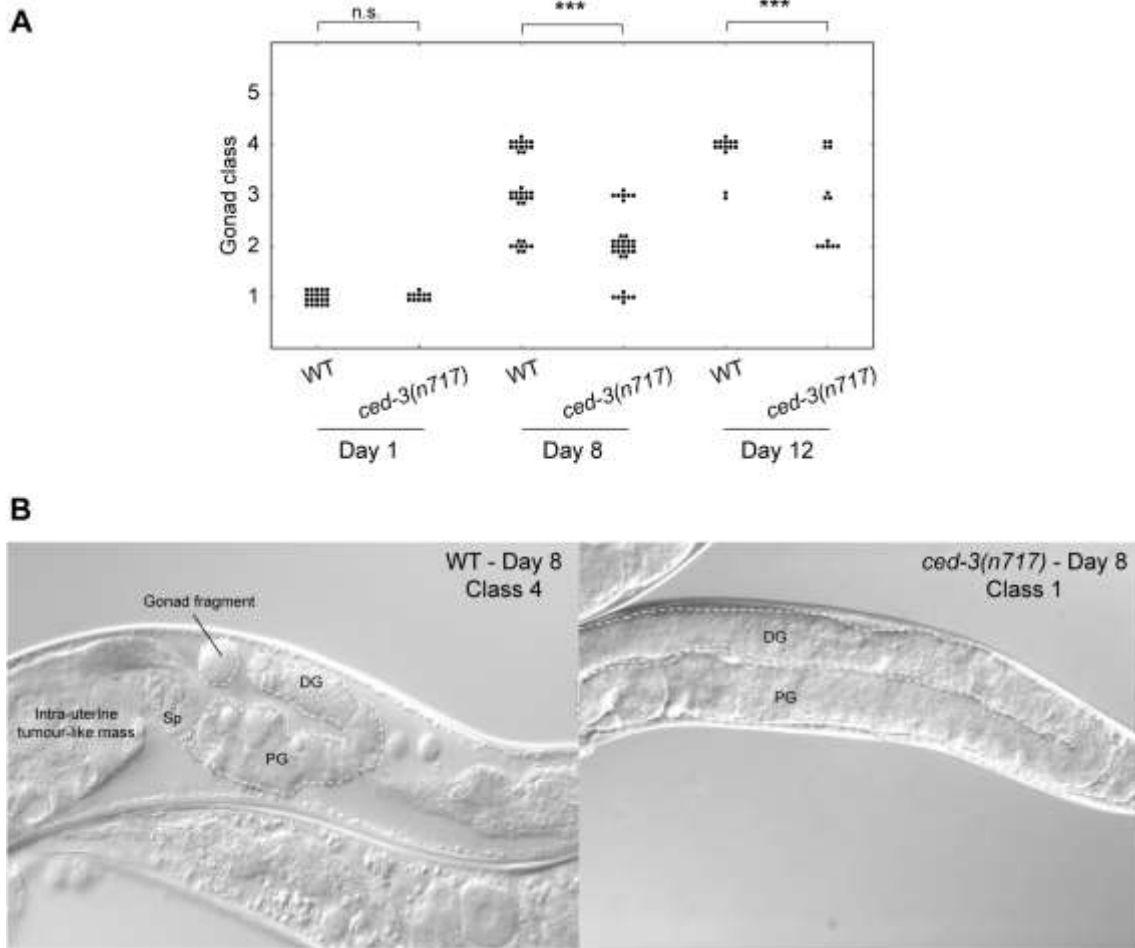 A
n.s.
***
***
Gonad class
5
4
3
2
1
WT
ced-3(n717)
WT
ced-3(n717)
WT
ced-3(n717)
Day 1
Day 8
Day 12
B
WT - Day 8
Class 4
Gonad fragment
DG
Sp
PG
Intra-uterine
tumour-like mass
ced-3(n717) - Day 8
Class 1
DG
PG